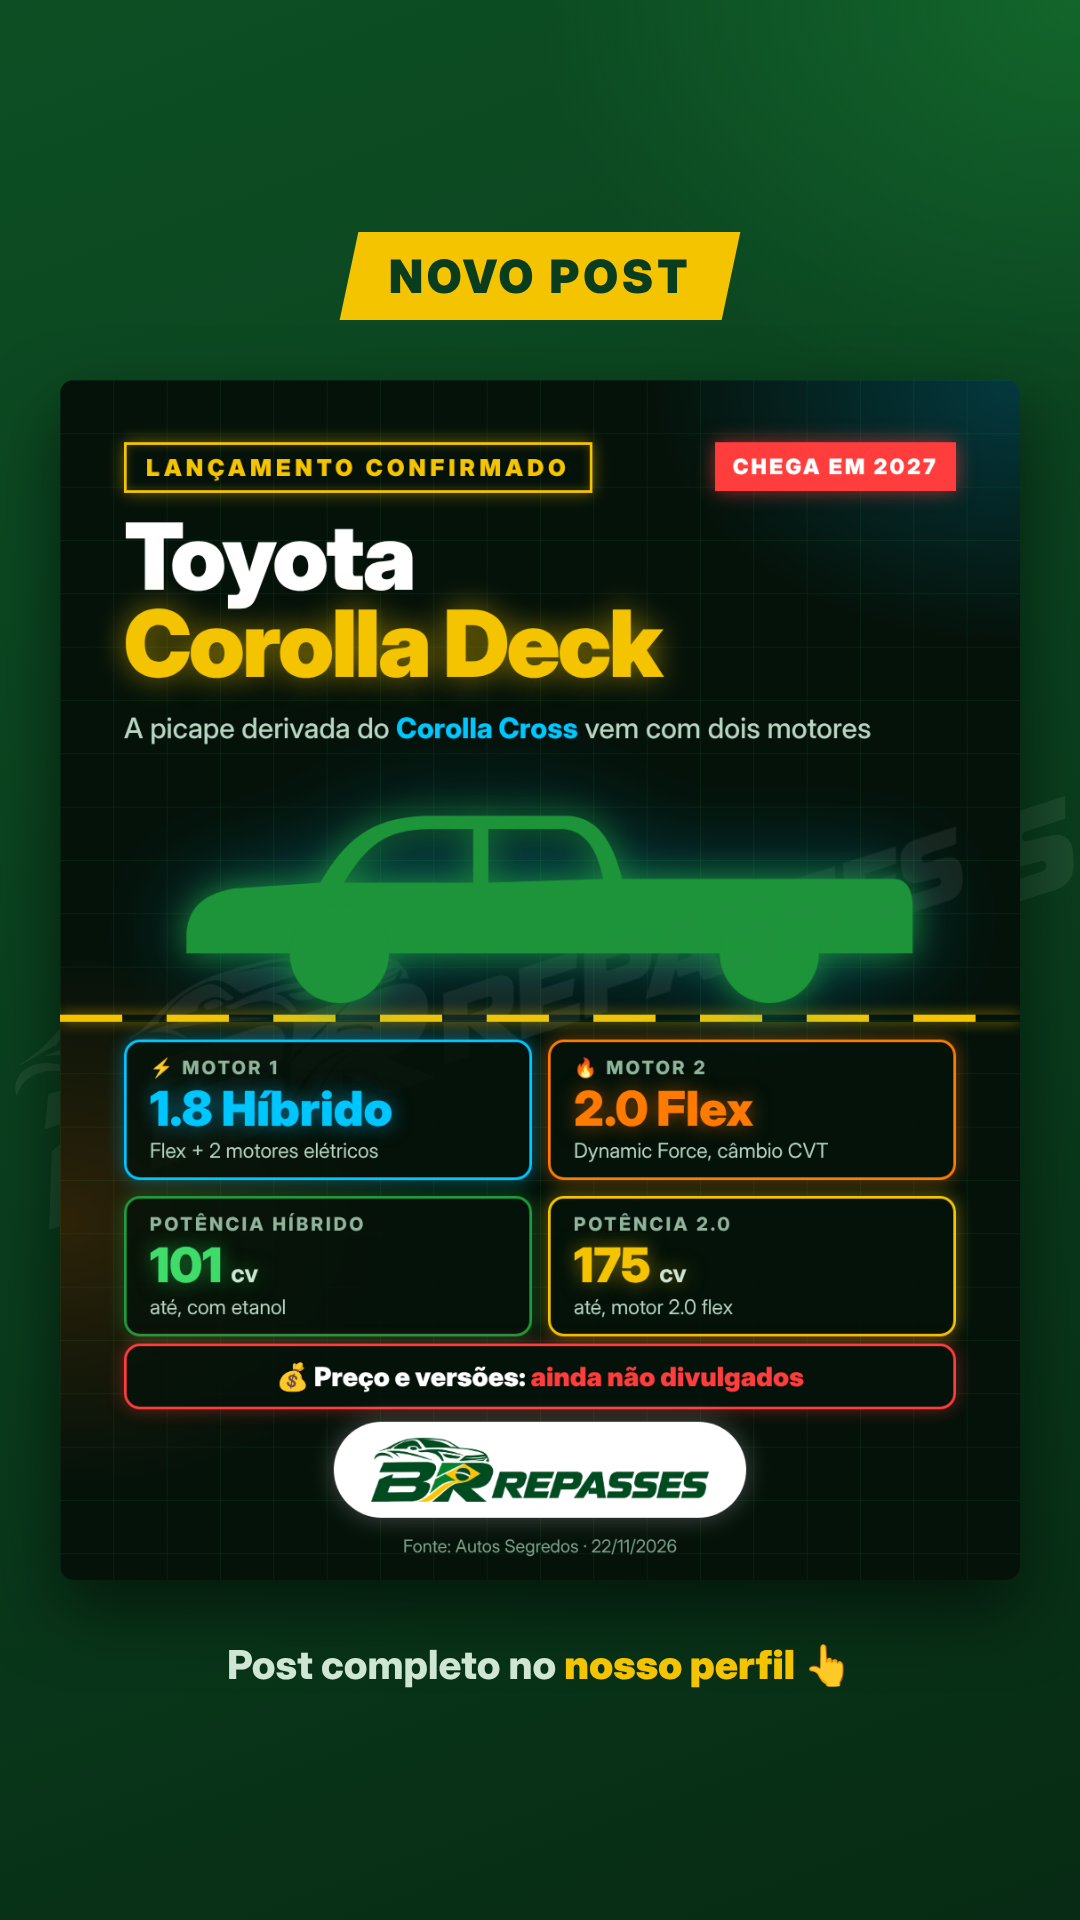 NOVO POST
LANÇAMENTO CONFIRMADO
CHEGA EM 2027
Toyota
Corolla Deck
A picape derivada do Corolla Cross vem com dois motores
⚡ MOTOR 1
1.8 Híbrido
Flex + 2 motores elétricos
🔥 MOTOR 2
2.0 Flex
Dynamic Force, câmbio CVT
POTÊNCIA HÍBRIDO
101 cv
até, com etanol
POTÊNCIA 2.0
175 cv
até, motor 2.0 flex
💰 Preço e versões: ainda não divulgados
BR REPASSES
Fonte: Autos Segredos · 22/11/2026
Post completo no nosso perfil 👆